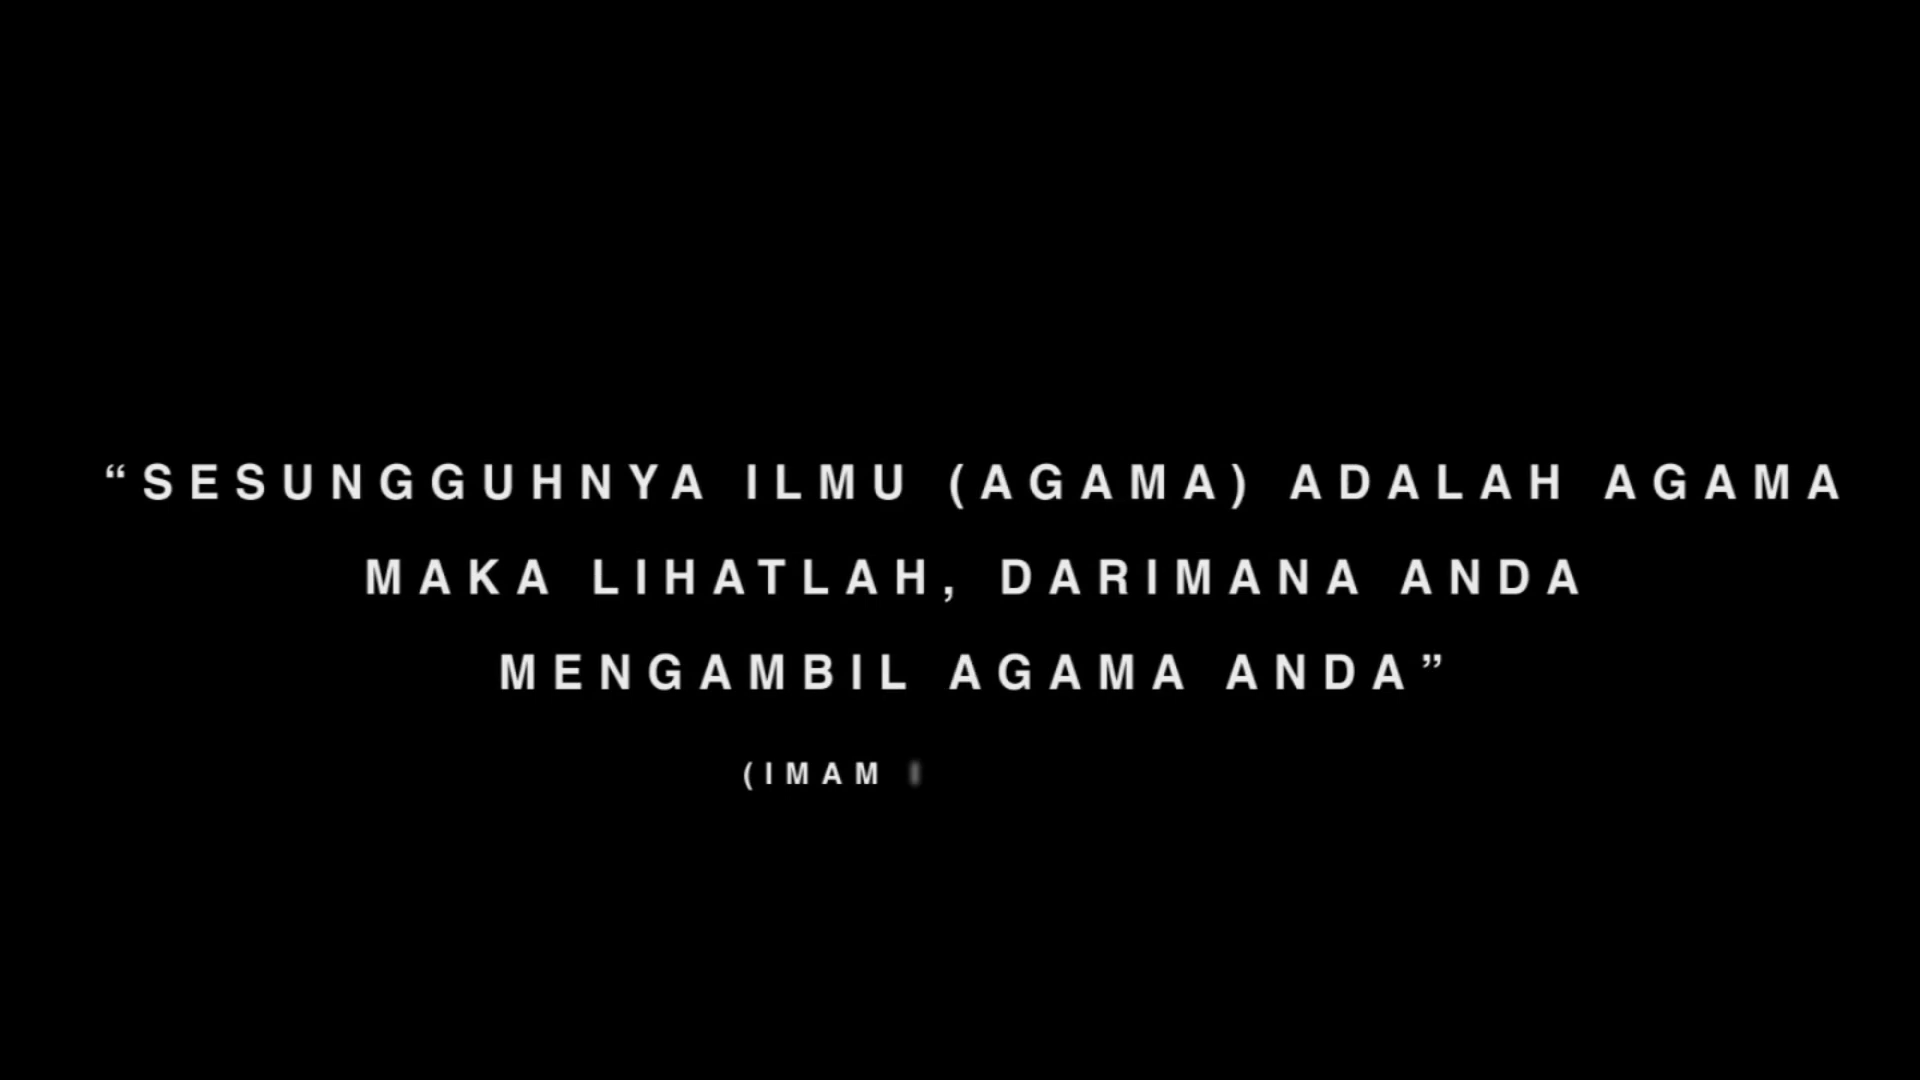 “SESUNGGUHNYA ILMU (AGAMA) ADALAH AGAMA
MAKA LIHATLAH, DARIMANA ANDA
MENGAMBIL AGAMA ANDA”
(IMAM